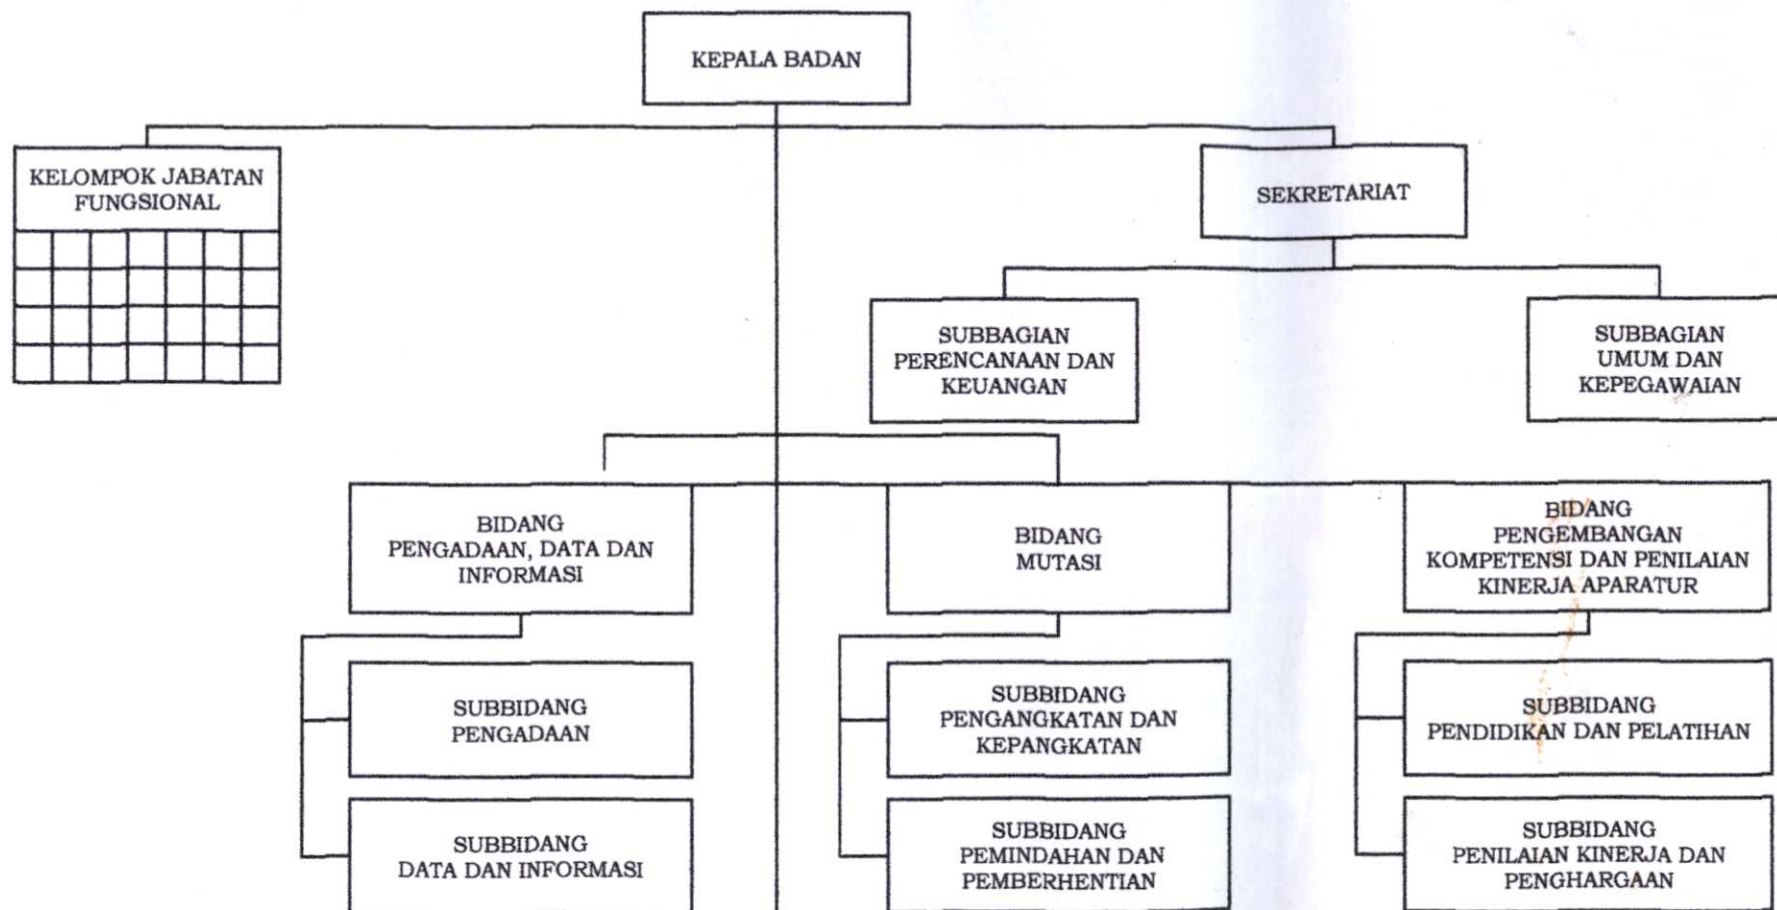 KEPALA BADAN
KELOMPOK JABATAN
FUNGSIONAL
SEKRETARIAT
SUBBAGIAN
PERENCANAAN DAN
KEUANGAN
SUBBAGIAN
UMUM DAN
KEPEGAWAIAN
BIDANG
PENGADAAN, DATA DAN
INFORMASI
BIDANG
MUTASI
BIDANG
PENGEMBANGAN
KOMPETENSI DAN PENILAIAN
KINERJA APARATUR
SUBBIDANG
PENGADAAN
SUBBIDANG
PENGANGKATAN DAN
KEPANGKATAN
SUBBIDANG
PENDIDIKAN DAN PELATIHAN
SUBBIDANG
DATA DAN INFORMASI
SUBBIDANG
PEMINDAHAN DAN
PEMBERHENTIAN
SUBBIDANG
PENILAIAN KINERJA DAN
PENGHARGAAN